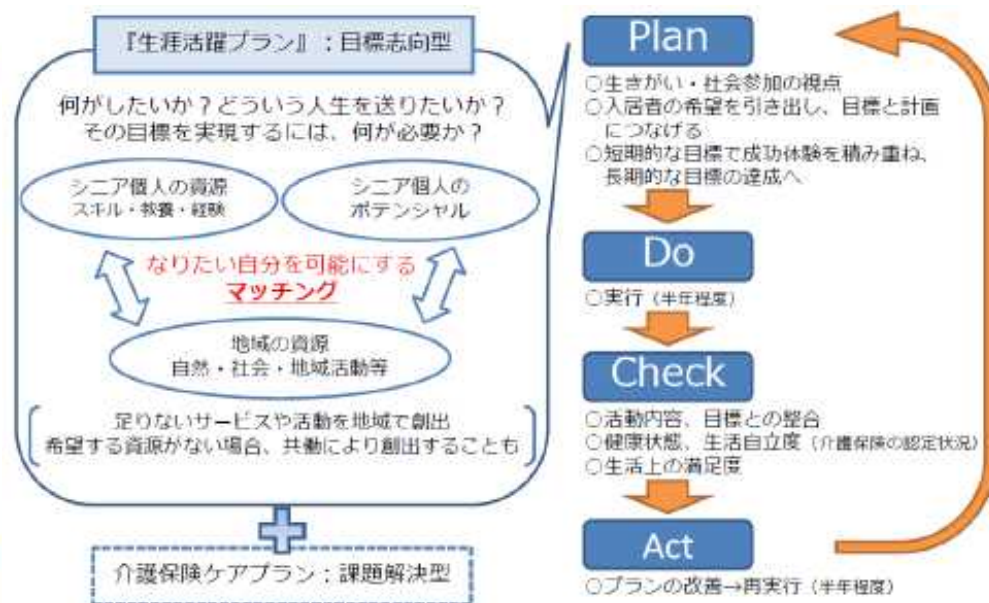 『生涯活躍プラン』：目標志向型
何がしたいか？どういう人生を送りたいか？
その目標を実現するには、何が必要か？
シニア個人の資源
スキル・教養・経験
シニア個人の
ポテンシャル
なりたい自分を可能にする
マッチング
地域の資源
自然・社会・地域活動等
足りないサービスや活動を地域で創出
希望する資源がない場合、共働により創出することも
介護保険ケアプラン：課題解決型
Plan
○生きがい・社会参加の視点
○入居者の希望を引き出し、目標と計画
につなげる
○短期的な目標で成功体験を積み重ね、
長期的な目標の達成へ
Do
○実行（半年程度）
Check
○活動内容、目標との整合
○健康状態、生活自立度（介護保険の認定状況）
○生活上の満足度
Act
○プランの改善→再実行（半年程度）